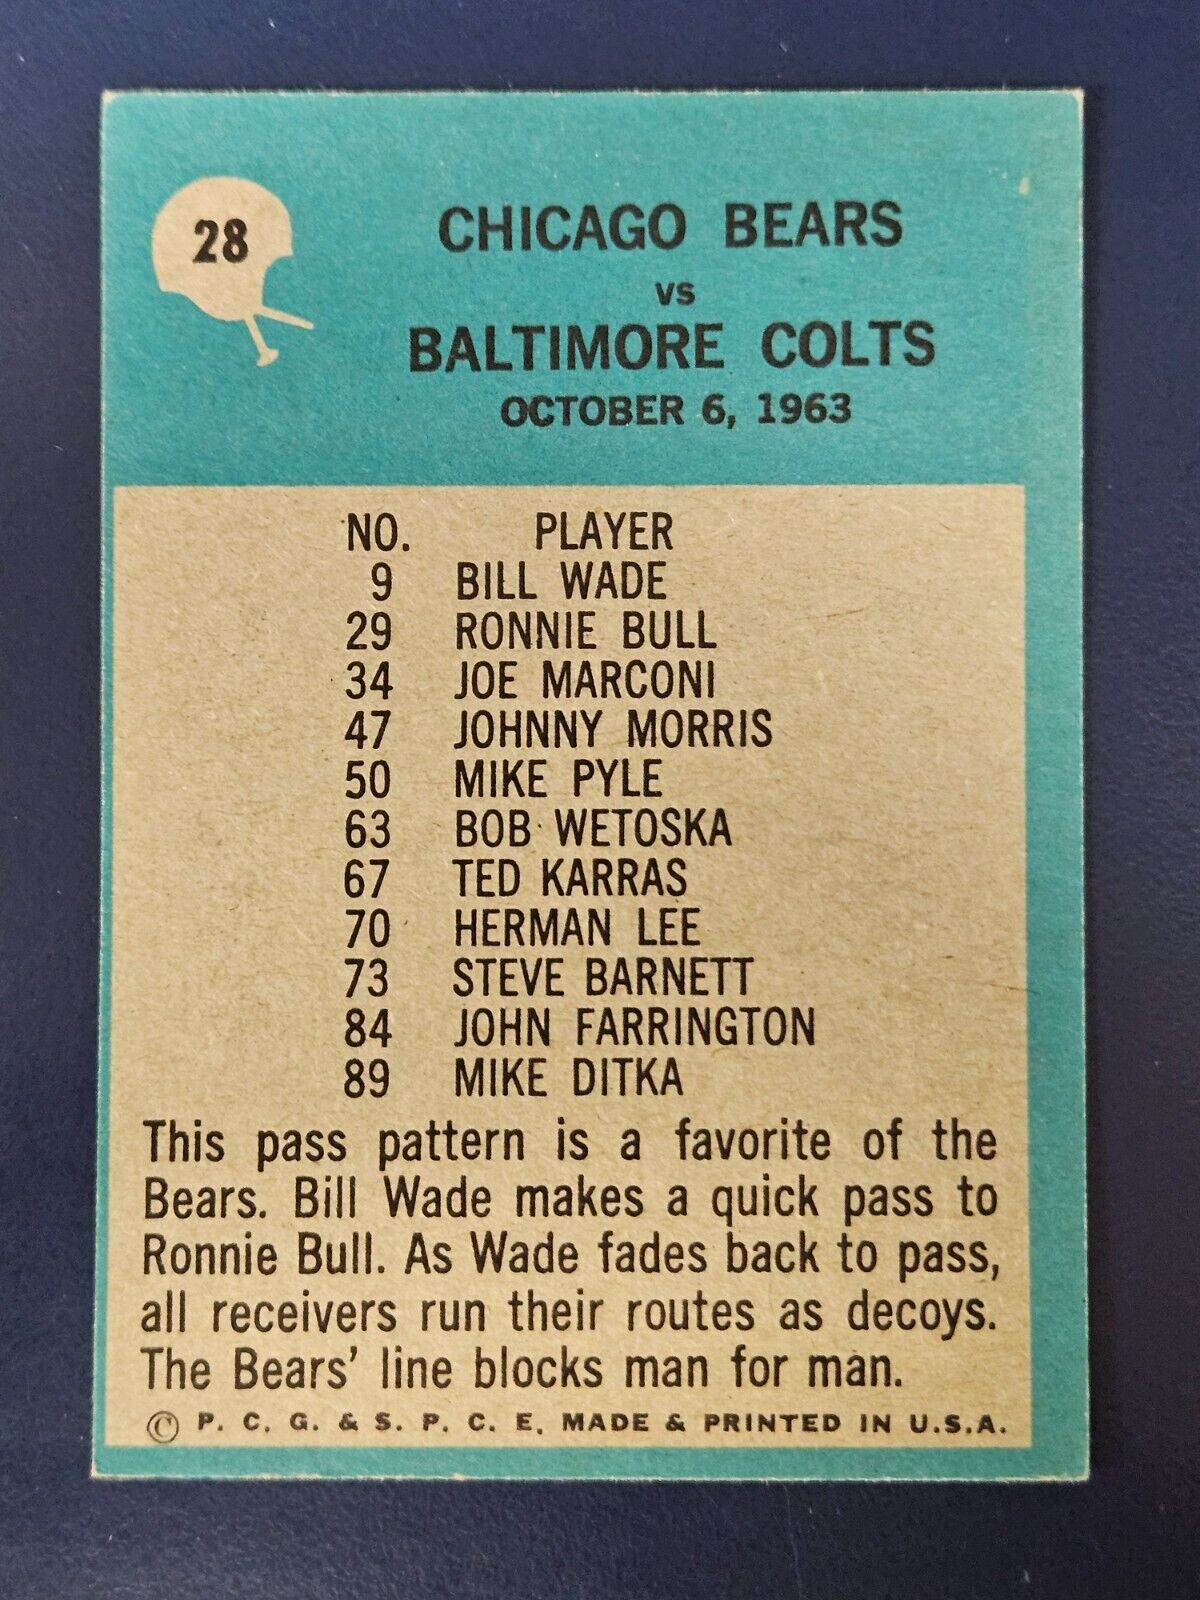 28
CHICAGO BEARS
VS
BALTIMORE COLTS
OCTOBER 6, 1963
NO. PLAYER
9 BILL WADE
29 RONNIE BULL
34 JOE MARCONI
47 JOHNNY MORRIS
50 MIKE PYLE
63 BOB WETOSKA
67 TED KARRAS
70 HERMAN LEE
73 STEVE BARNETT
84 JOHN FARRINGTON
89 MIKE DITKA
This pass pattern is a favorite of the
Bears. Bill Wade makes a quick pass to
Ronnie Bull. As Wade fades back to pass,
all receivers run their routes as decoys.
The Bears' line blocks man for man.
© P. C. G. & S. P. C. E. MADE & PRINTED IN U.S.A.